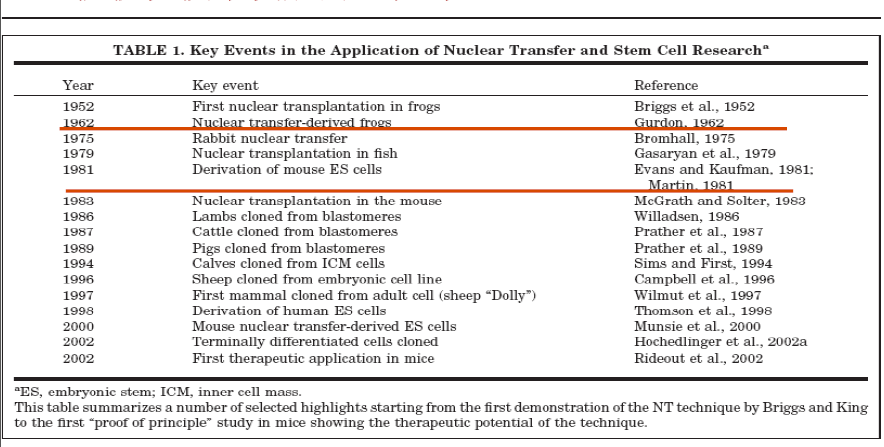 TABLE 1. Key Events in the Application of Nuclear Transfer and Stem Cell Researchᵃ
Year Key event Reference
1952 First nuclear transplantation in frogs Briggs et al., 1952
1962 Nuclear transfer-derived frogs Gurdon, 1962
1975 Rabbit nuclear transfer Bromhall, 1975
1979 Nuclear transplantation in fish Gasaryan et al., 1979
1981 Derivation of mouse ES cells Evans and Kaufman, 1981;
Martin, 1981
1983 Nuclear transplantation in the mouse McGrath and Solter, 1983
1986 Lambs cloned from blastomeres Willadsen, 1986
1987 Cattle cloned from blastomeres Prather et al., 1987
1989 Pigs cloned from blastomeres Prather et al., 1989
1994 Calves cloned from ICM cells Sims and First, 1994
1996 Sheep cloned from embryonic cell line Campbell et al., 1996
1997 First mammal cloned from adult cell (sheep “Dolly”) Wilmut et al., 1997
1998 Derivation of human ES cells Thomson et al., 1998
2000 Mouse nuclear transfer-derived ES cells Munsie et al., 2000
2002 Terminally differentiated cells cloned Hochedlinger et al., 2002a
2002 First therapeutic application in mice Rideout et al., 2002
ᵃES, embryonic stem; ICM, inner cell mass.
This table summarizes a number of selected highlights starting from the first demonstration of the NT technique by Briggs and King
to the first “proof of principle” study in mice showing the therapeutic potential of the technique.